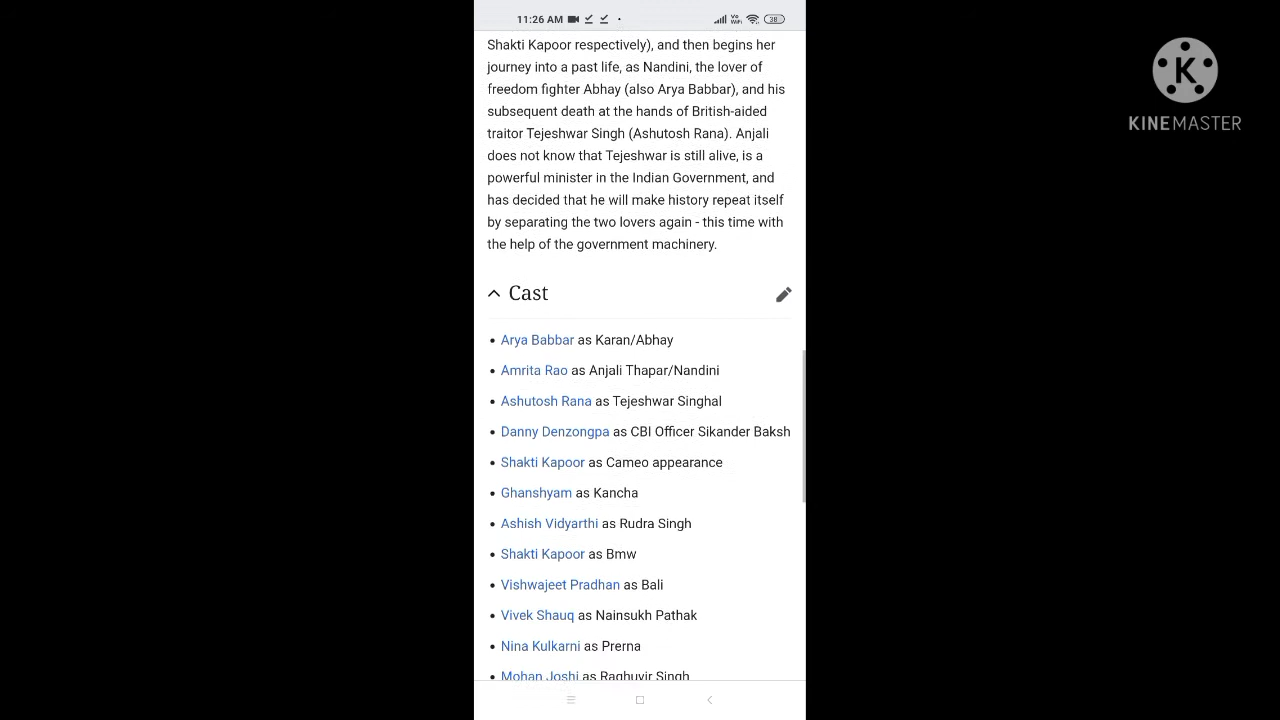 11:26 AM
Vo
WiFi
38
Shakti Kapoor respectively), and then begins her
journey into a past life, as Nandini, the lover of
freedom fighter Abhay (also Arya Babbar), and his
subsequent death at the hands of British-aided
traitor Tejeshwar Singh (Ashutosh Rana). Anjali
does not know that Tejeshwar is still alive, is a
powerful minister in the Indian Government, and
has decided that he will make history repeat itself
by separating the two lovers again - this time with
the help of the government machinery.
Cast
• Arya Babbar as Karan/Abhay
• Amrita Rao as Anjali Thapar/Nandini
• Ashutosh Rana as Tejeshwar Singhal
• Danny Denzongpa as CBI Officer Sikander Baksh
• Shakti Kapoor as Cameo appearance
• Ghanshyam as Kancha
• Ashish Vidyarthi as Rudra Singh
• Shakti Kapoor as Bmw
• Vishwajeet Pradhan as Bali
• Vivek Shauq as Nainsukh Pathak
• Nina Kulkarni as Prerna
• Mohan Joshi as Raghuvir Singh
K
KINEMASTER